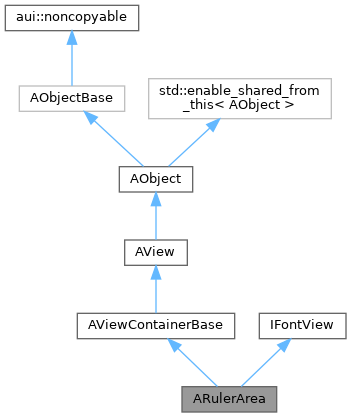 aui::noncopyable
AObjectBase
std::enable_shared_from
_this< AObject >
AObject
AView
AViewContainerBase
IFontView
ARulerArea